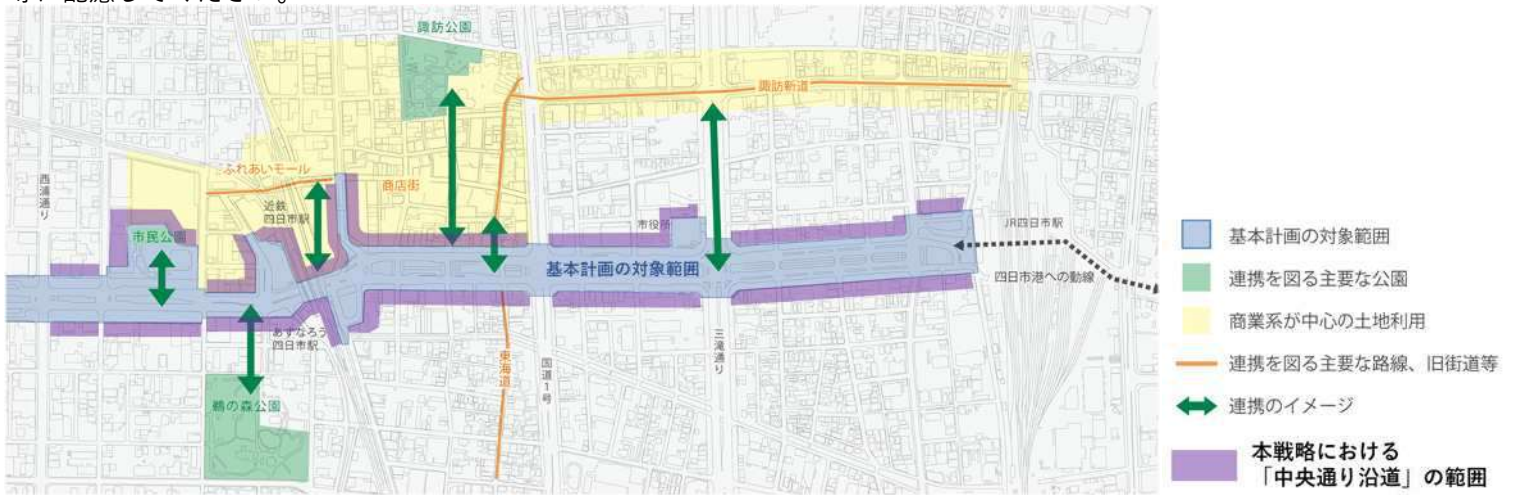 諏訪公園
諏訪新道
ふれあいモール
商店街
西浦通り
近鉄
四日市駅
市民公園
市役所
JR四日市駅
基本計画の対象範囲
四日市港への動線
あすなろう
四日市駅
東海道
国道1号
三滝通り
鵜の森公園
基本計画の対象範囲
連携を図る主要な公園
商業系が中心の土地利用
連携を図る主要な路線、旧街道等
連携のイメージ
本戦略における
「中央通り沿道」の範囲